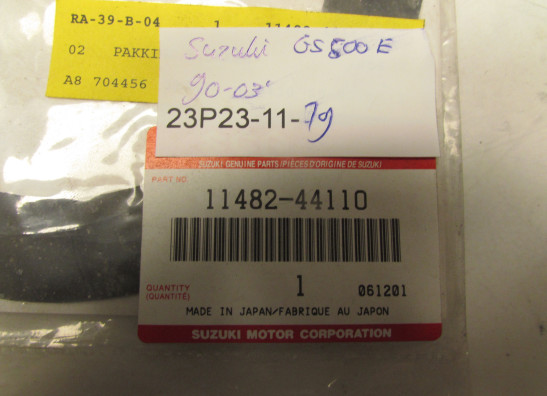 RA-39-B-04 1
02 PAKKI
A8 704456
Suzuki GS500E
90-03'
23P23-11-79
SUZUKI GENUINE PARTS / PIÈCES D'ORIGINE DE SUZUKI
PART NO.
11482-44110
QUANTITY
(QUANTITÉ)
1
061201
MADE IN JAPAN/FABRIQUE AU JAPON
SUZUKI MOTOR CORPORATION